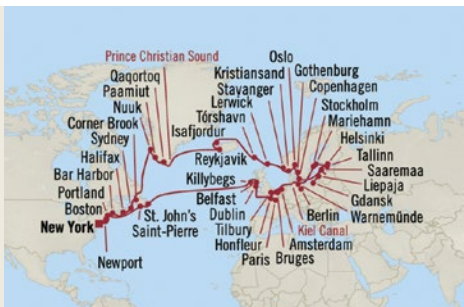 Prince Christian Sound
Qaqortoq
Paamiut
Nuuk
Corner Brook
Sydney
Halifax
Bar Harbor
Portland
Boston
New York
Newport
St. John's
Saint-Pierre
Isafjordur
Reykjavik
Tórshavn
Lerwick
Stavanger
Kristiansand
Oslo
Gothenburg
Copenhagen
Stockholm
Mariehamn
Helsinki
Tallinn
Saaremaa
Liepaja
Gdansk
Warnemünde
Berlin
Kiel Canal
Amsterdam
Bruges
Paris
Honfleur
Tilbury
Dublin
Belfast
Killybegs